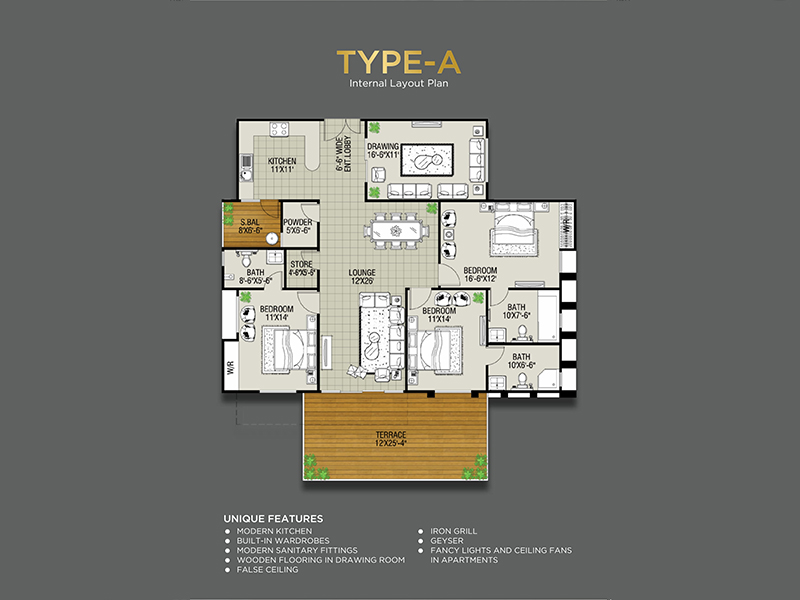 TYPE-A
Internal Layout Plan
KITCHEN
11'X11'
6'-6" WIDE
ENT. LOBBY
DRAWING
16'-6"X11'
S.BAL
8'X6'-6"
POWDER
5'X6'-6"
BATH
8'-6"X5'-6"
STORE
4'-6"X5'-6"
LOUNGE
12'X26'
BEDROOM
16'-6"X12'
W/R
BEDROOM
11'X14'
W/R
BEDROOM
11'X14'
BATH
10'X7'-6"
BATH
10'X6'-6"
TERRACE
12'X25'-4"
UNIQUE FEATURES
MODERN KITCHEN
BUILT-IN WARDROBES
MODERN SANITARY FITTINGS
WOODEN FLOORING IN DRAWING ROOM
FALSE CEILING
IRON GRILL
GEYSER
FANCY LIGHTS AND CEILING FANS
IN APARTMENTS